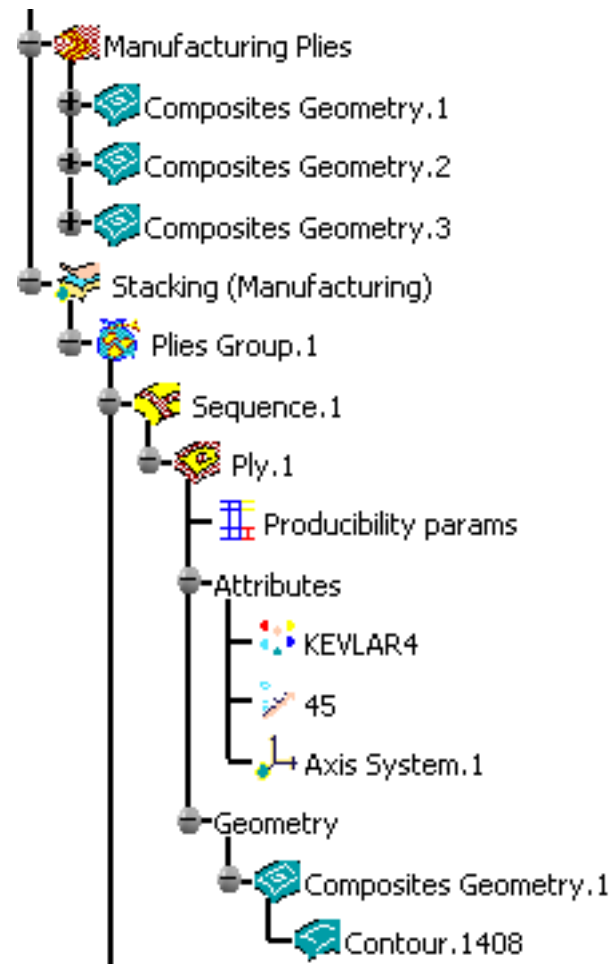 Manufacturing Plies
Composites Geometry.1
Composites Geometry.2
Composites Geometry.3
Stacking (Manufacturing)
Plies Group.1
Sequence.1
Ply.1
Producibility params
Attributes
KEVLAR4
45
Axis System.1
Geometry
Composites Geometry.1
Contour.1408